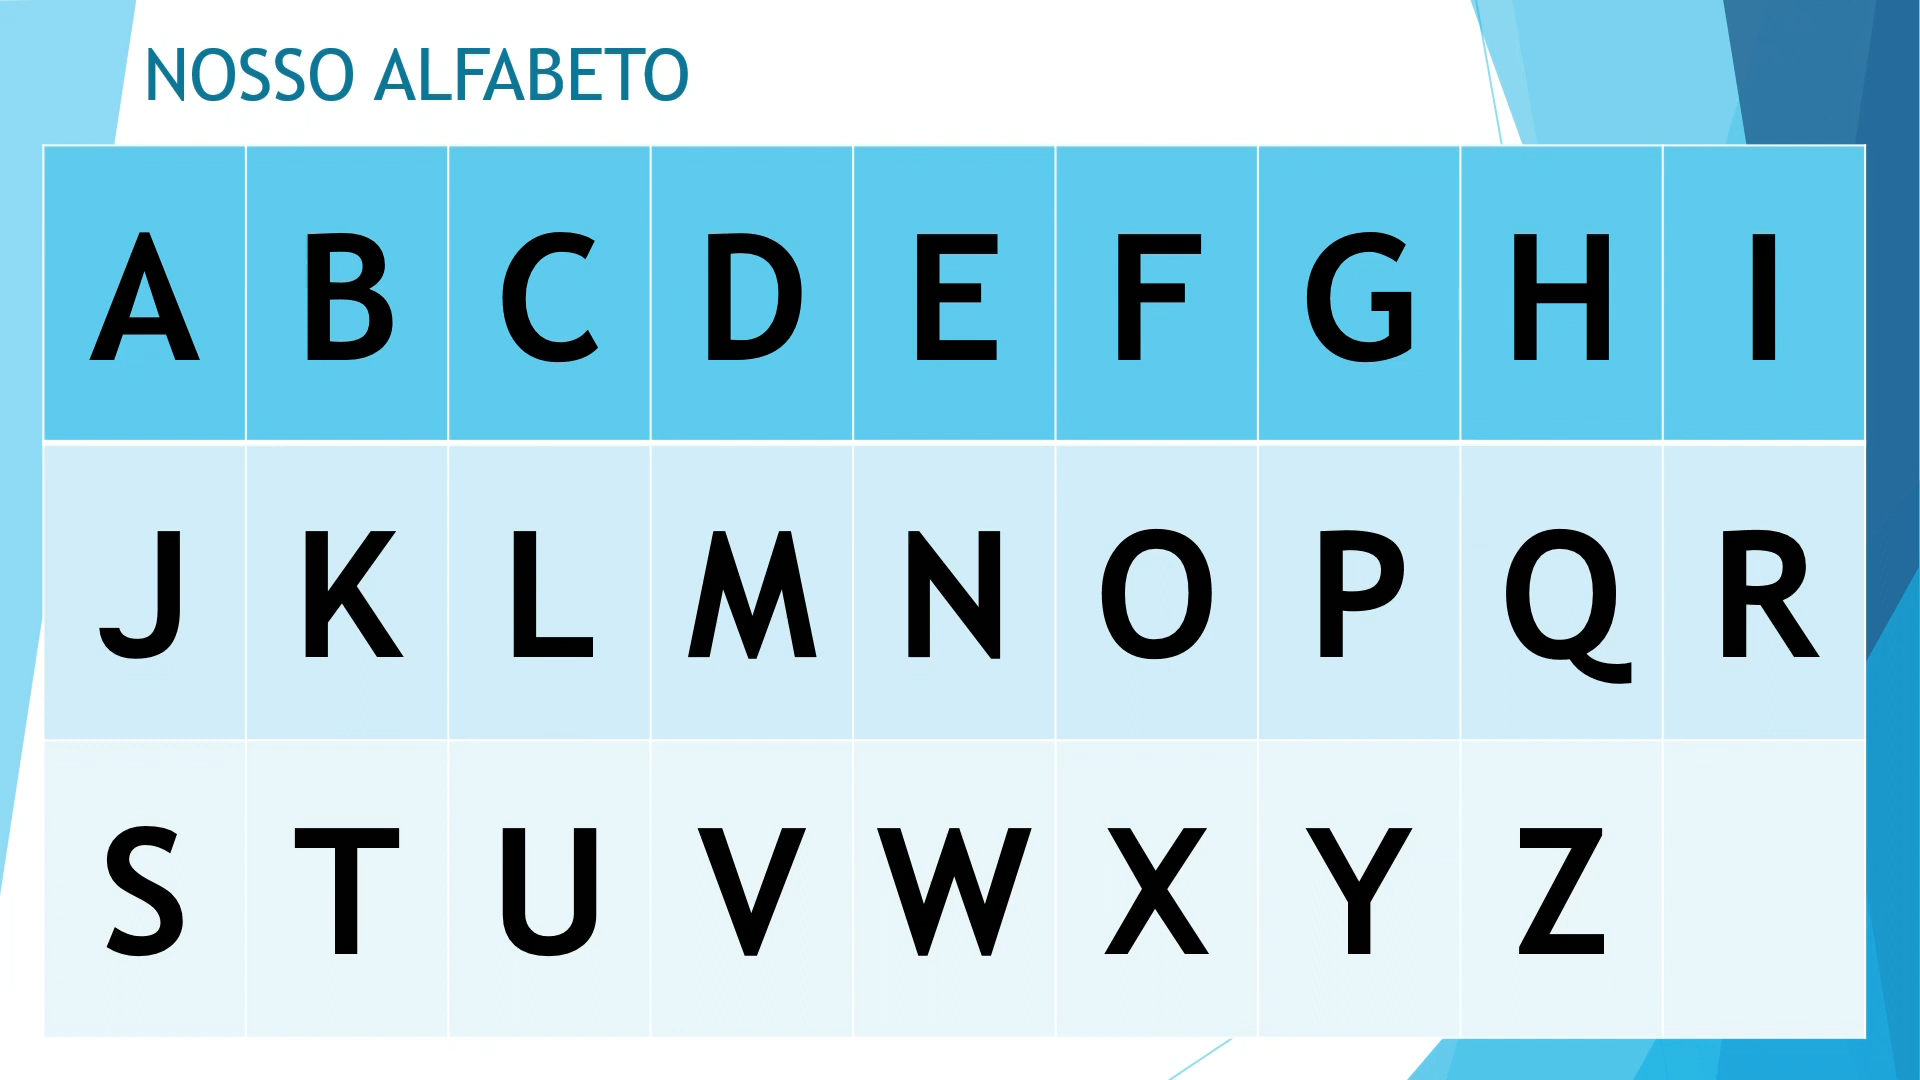 NOSSO ALFABETO
A B C D E F G H I
J K L M N O P Q R
S T U V W X Y Z